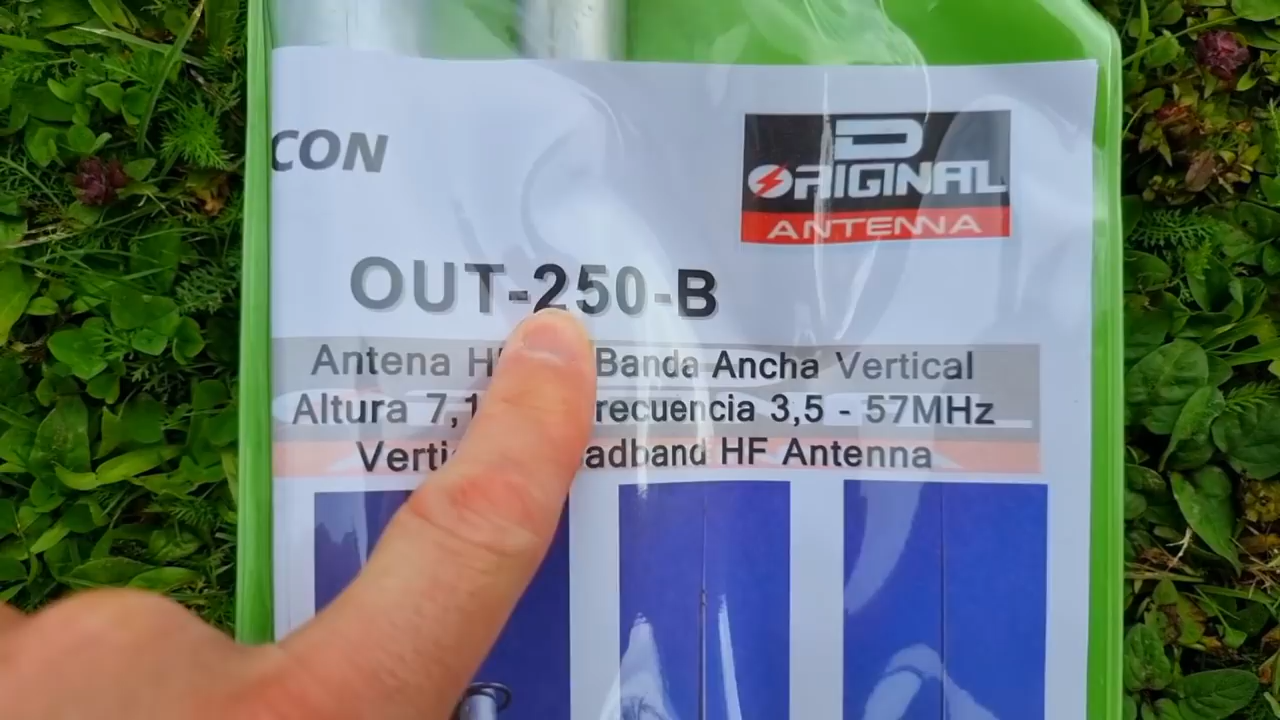 CON
D
ORIGINAL
ANTENNA
OUT-250-B
Antena Banda Ancha Vertical
Altura 7,1 recuencia 3,5 - 57MHz
Verti adband HF Antenna